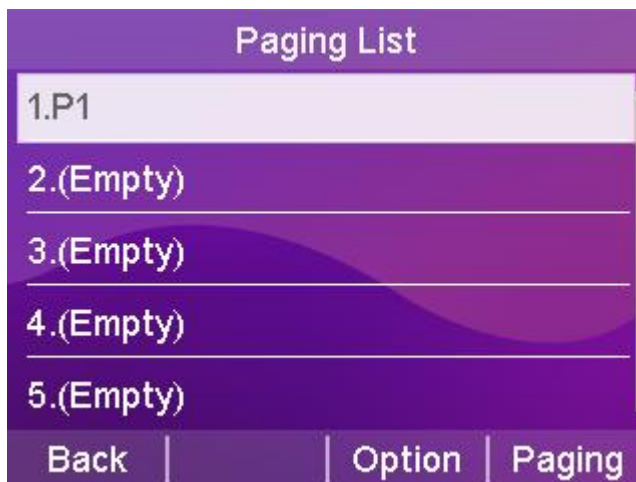 Paging List
1.P1
2.(Empty)
3.(Empty)
4.(Empty)
5.(Empty)
Back Option Paging